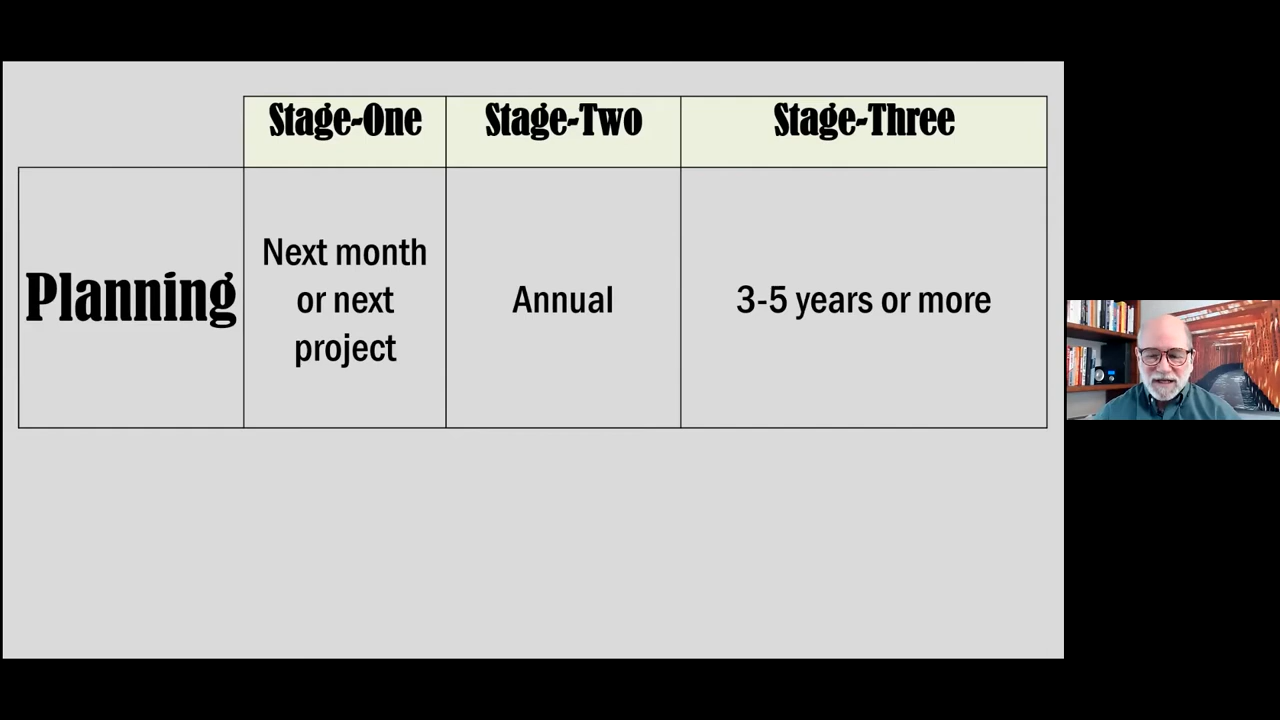 Stage-One
Stage-Two
Stage-Three
Planning
Next month
or next
project
Annual
3-5 years or more